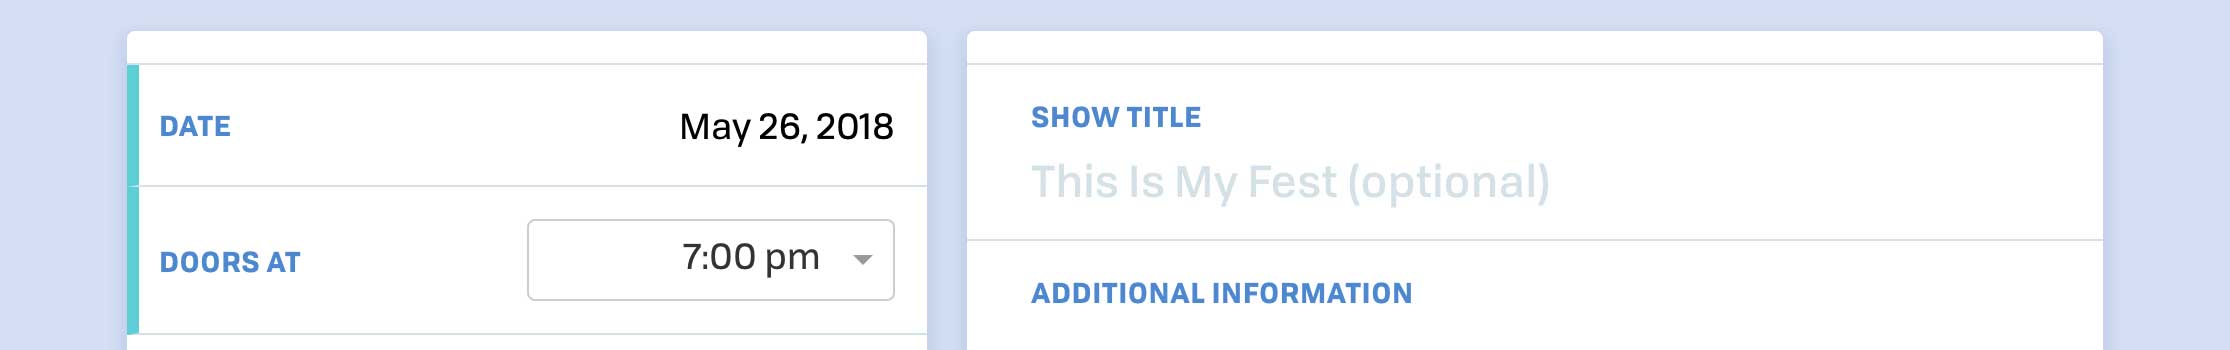 DATE
May 26, 2018
DOORS AT
7:00 pm
SHOW TITLE
This Is My Fest (optional)
ADDITIONAL INFORMATION